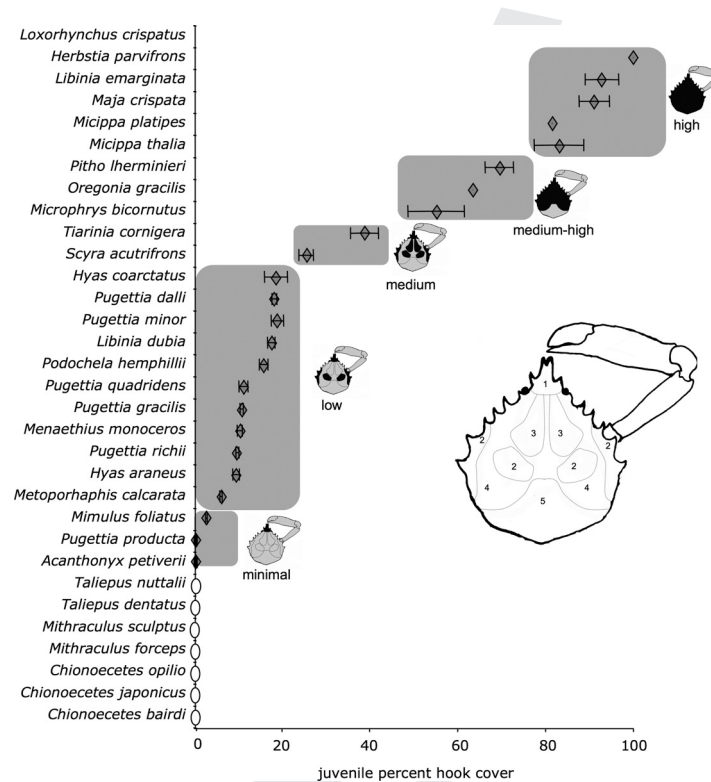 Loxorhynchus crispatus
Herbstia parvifrons
Libinia emarginata
Maja crispata
Micippa platipes
Micippa thalia
high
Pitho lherminieri
Oregonia gracilis
Microphrys bicornutus
medium-high
Tiarinia cornigera
Scyra acutrifrons
medium
Hyas coarctatus
Pugettia dalli
Pugettia minor
Libinia dubia
Podochela hemphillii
Pugettia quadridens
Pugettia gracilis
Menaethius monoceros
Pugettia richii
Hyas araneus
Metoporhaphis calcarata
low
Mimulus foliatus
Pugettia producta
Acanthonyx petiverii
minimal
Taliepus nuttalii
Taliepus dentatus
Mithraculus sculptus
Mithraculus forceps
Chionoecetes opilio
Chionoecetes japonicus
Chionoecetes bairdi
1
3 3
2 2
2 2
4 4
5
0 20 40 60 80 100
juvenile percent hook cover